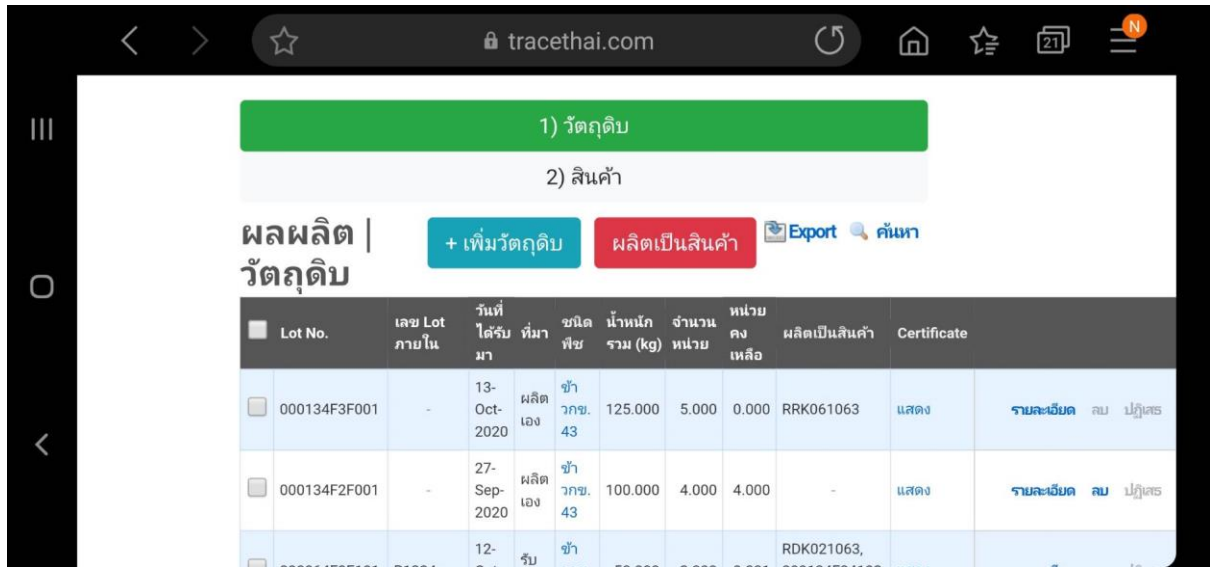 N
tracethai.com
21
1) วัตถุดิบ
2) สินค้า
ผลผลิต |
วัตถุดิบ
+ เพิ่มวัตถุดิบ
ผลิตเป็นสินค้า
Export
ค้นหา
Lot No.
เลข Lot
ภายใน
วันที่
ได้รับ
มา
ที่มา
ชนิด
พืช
น้ำหนัก
รวม (kg)
จำนวน
หน่วย
หน่วย
คง
เหลือ
ผลิตเป็นสินค้า
Certificate
000134F3F001
-
13-
Oct-
2020
ผลิต
เอง
ข้า
วกข.
43
125.000
5.000
0.000
RRK061063
แสดง
รายละเอียด
ลบ
ปฏิเสธ
000134F2F001
-
27-
Sep-
2020
ผลิต
เอง
ข้า
วกข.
43
100.000
4.000
4.000
-
แสดง
รายละเอียด
ลบ
ปฏิเสธ
12-
รับ
ข้า
RDK021063,